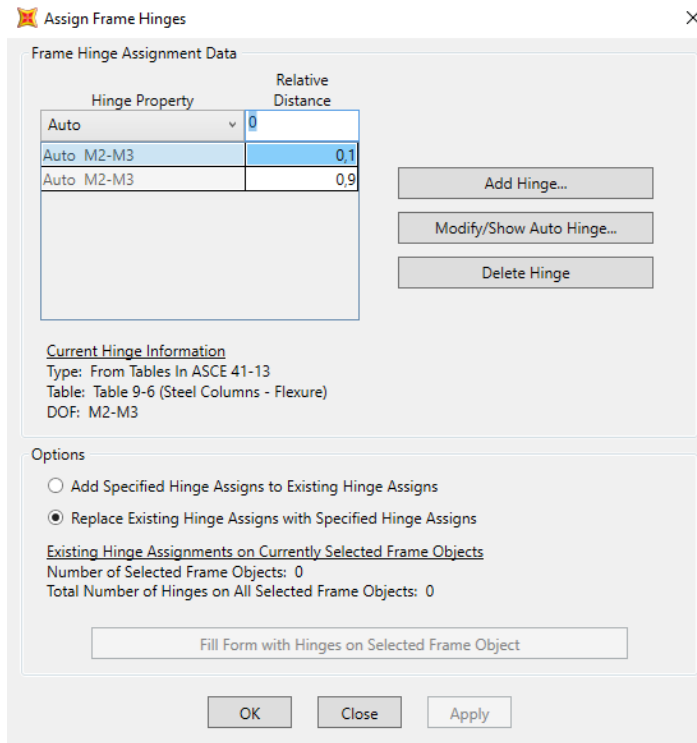 Assign Frame Hinges
Frame Hinge Assignment Data
Hinge Property
Relative
Distance
Auto 0
Auto M2-M3 0,1
Auto M2-M3 0,9
Add Hinge...
Modify/Show Auto Hinge...
Delete Hinge
Current Hinge Information
Type: From Tables In ASCE 41-13
Table: Table 9-6 (Steel Columns - Flexure)
DOF: M2-M3
Options
Add Specified Hinge Assigns to Existing Hinge Assigns
Replace Existing Hinge Assigns with Specified Hinge Assigns
Existing Hinge Assignments on Currently Selected Frame Objects
Number of Selected Frame Objects: 0
Total Number of Hinges on All Selected Frame Objects: 0
Fill Form with Hinges on Selected Frame Object
OK Close Apply